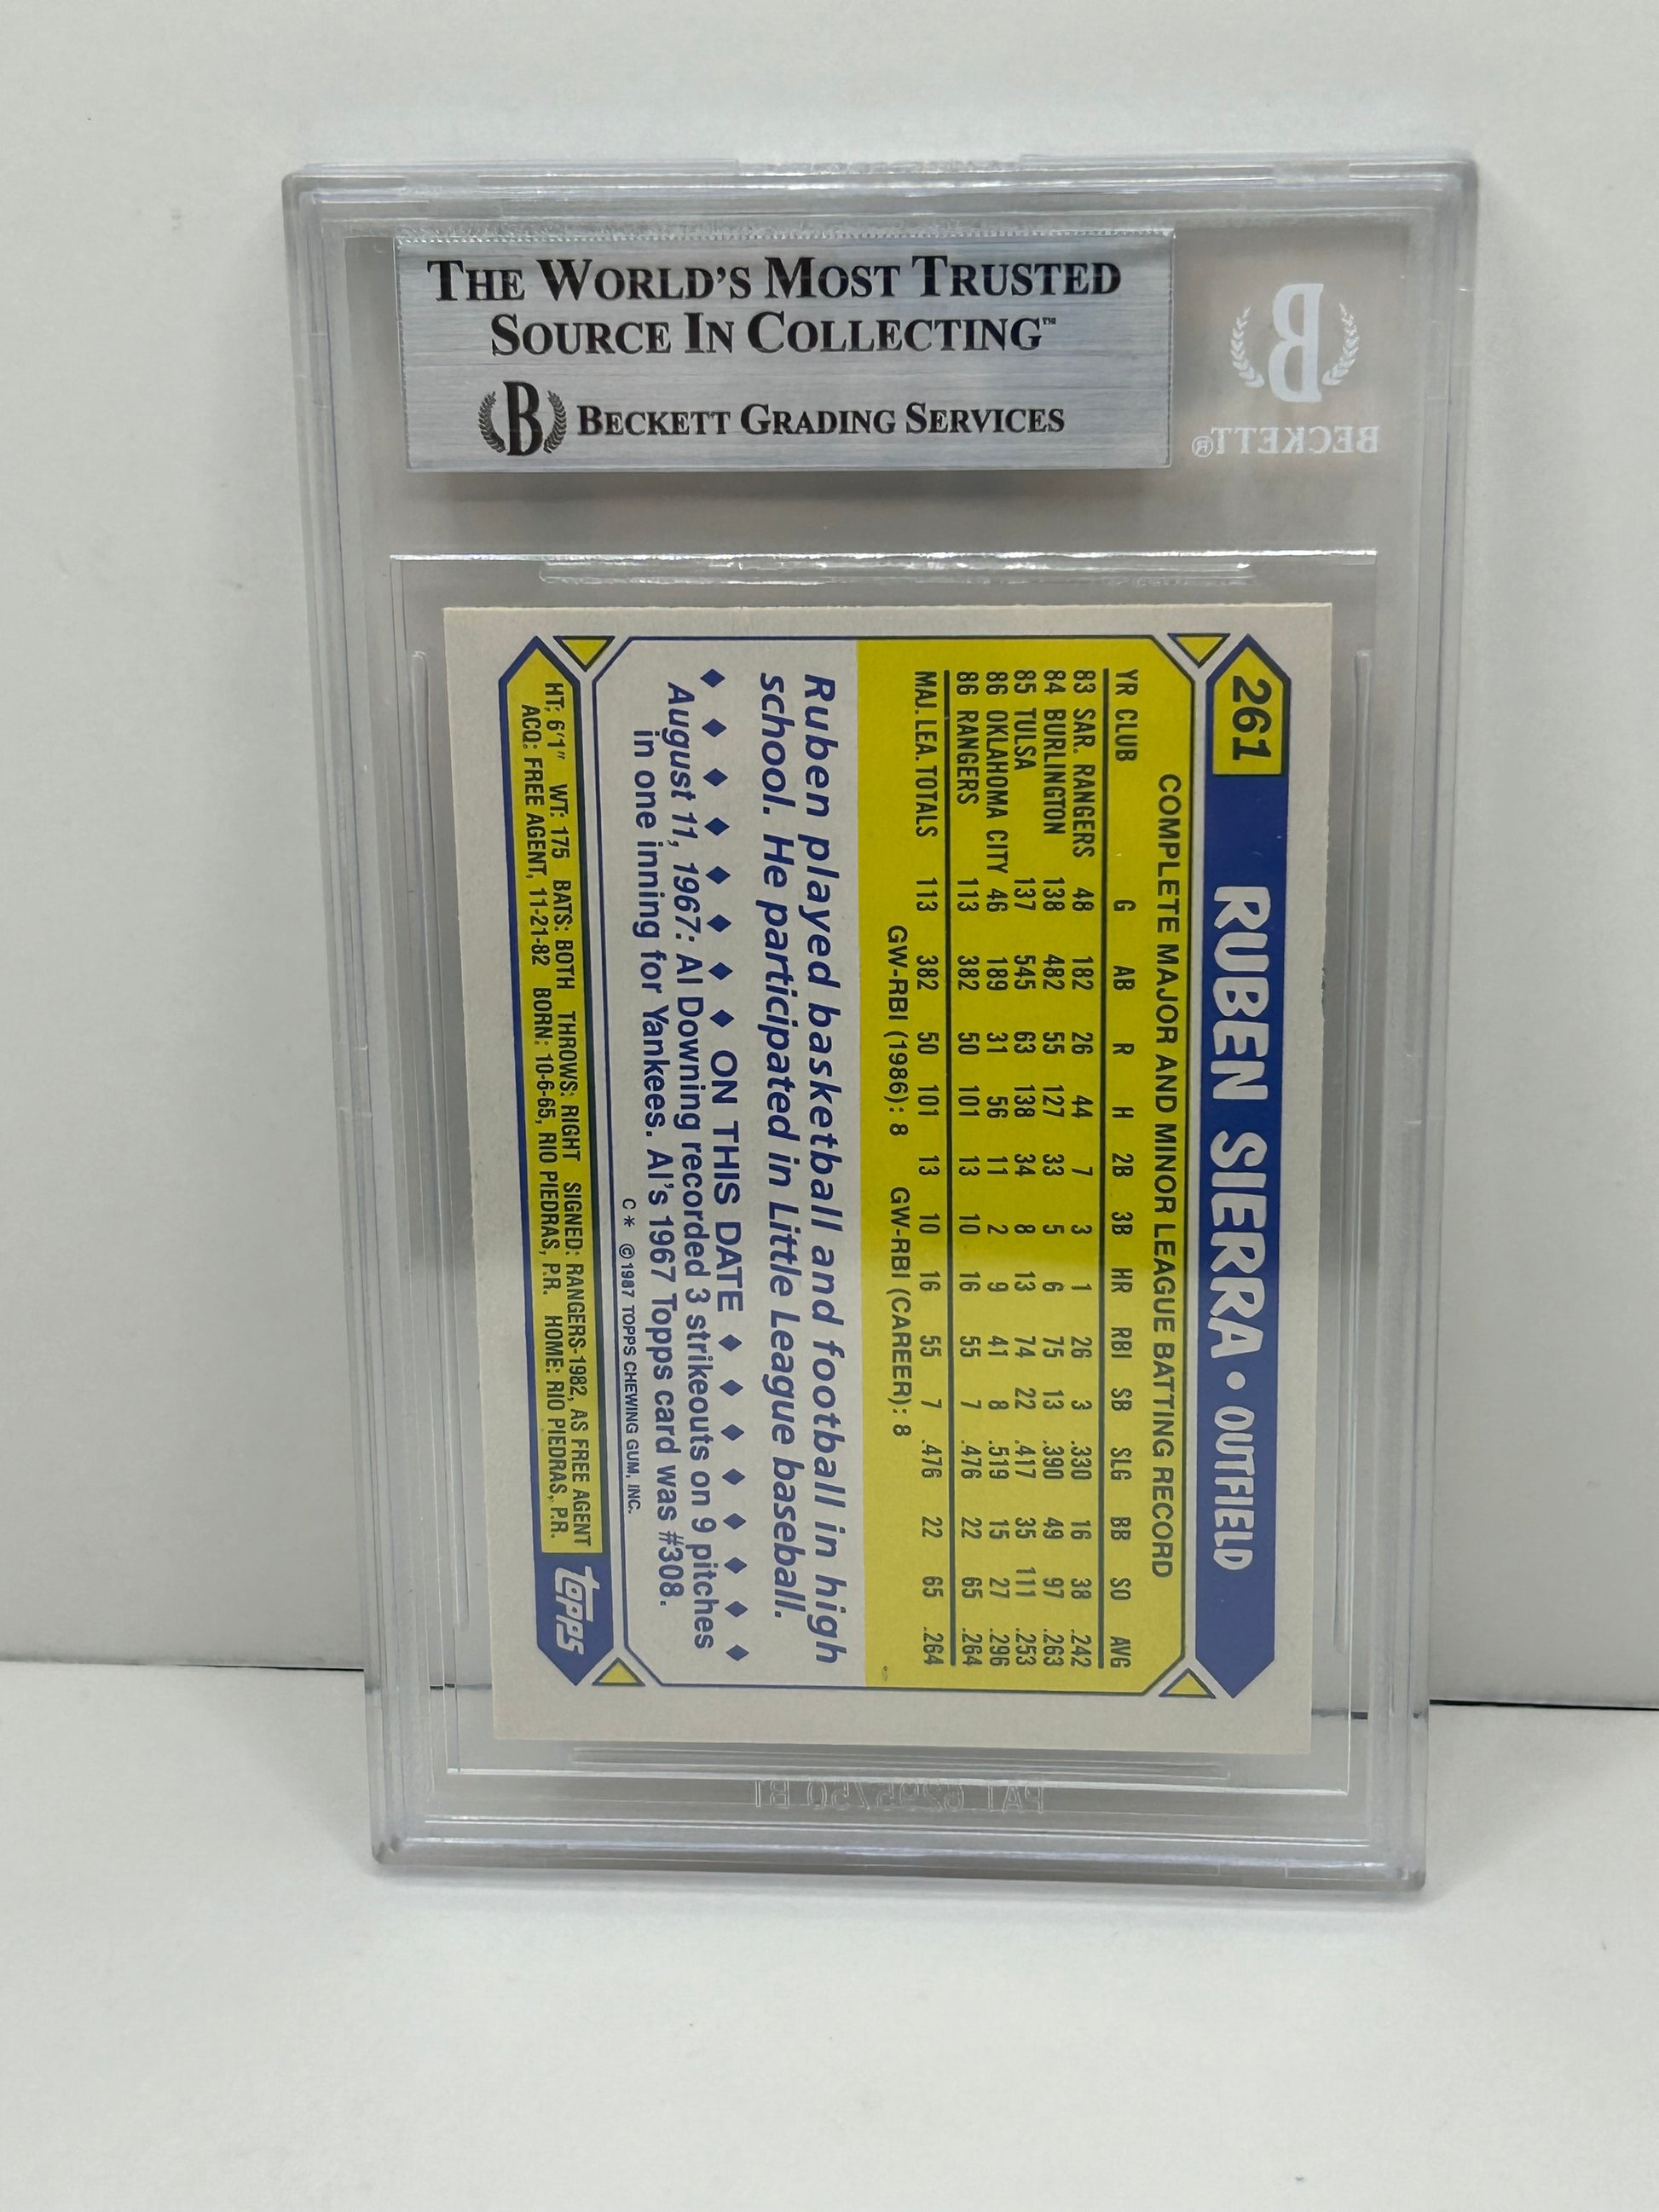 THE WORLD'S MOST TRUSTED
SOURCE IN COLLECTING™
B BECKETT GRADING SERVICES
B
BECKETT®
261 RUBEN SIERRA • OUTFIELD
COMPLETE MAJOR AND MINOR LEAGUE BATTING RECORD
YR CLUB G AB R H 2B 3B HR RBI SB SLG BB SO AVG
83 SAR. RANGERS 48 182 26 44 7 3 1 26 3 .330 16 38 .242
84 BURLINGTON 138 482 55 127 33 5 6 75 13 .390 49 97 .263
85 TULSA 137 545 63 138 34 8 13 74 22 .417 35 111 .253
86 OKLAHOMA CITY 46 189 31 56 11 2 9 41 8 .519 15 27 .296
86 RANGERS 113 382 50 101 13 10 16 55 7 .476 22 65 .264
MAJ. LEA. TOTALS 113 382 50 101 13 10 16 55 7 .476 22 65 .264
GW-RBI (1986): 8 GW-RBI (CAREER): 8
Ruben played basketball and football in high
school. He participated in Little League baseball.
ON THIS DATE
August 11, 1967: Al Downing recorded 3 strikeouts on 9 pitches
in one inning for Yankees. Al's 1967 Topps card was #308.
C * © 1987 TOPPS CHEWING GUM, INC.
HT: 6'1" WT: 175 BATS: BOTH THROWS: RIGHT SIGNED: RANGERS-1982, AS FREE AGENT
ACQ: FREE AGENT, 11-21-82 BORN: 10-6-65, RIO PIEDRAS, P.R. HOME: RIO PIEDRAS, P.R.
topps